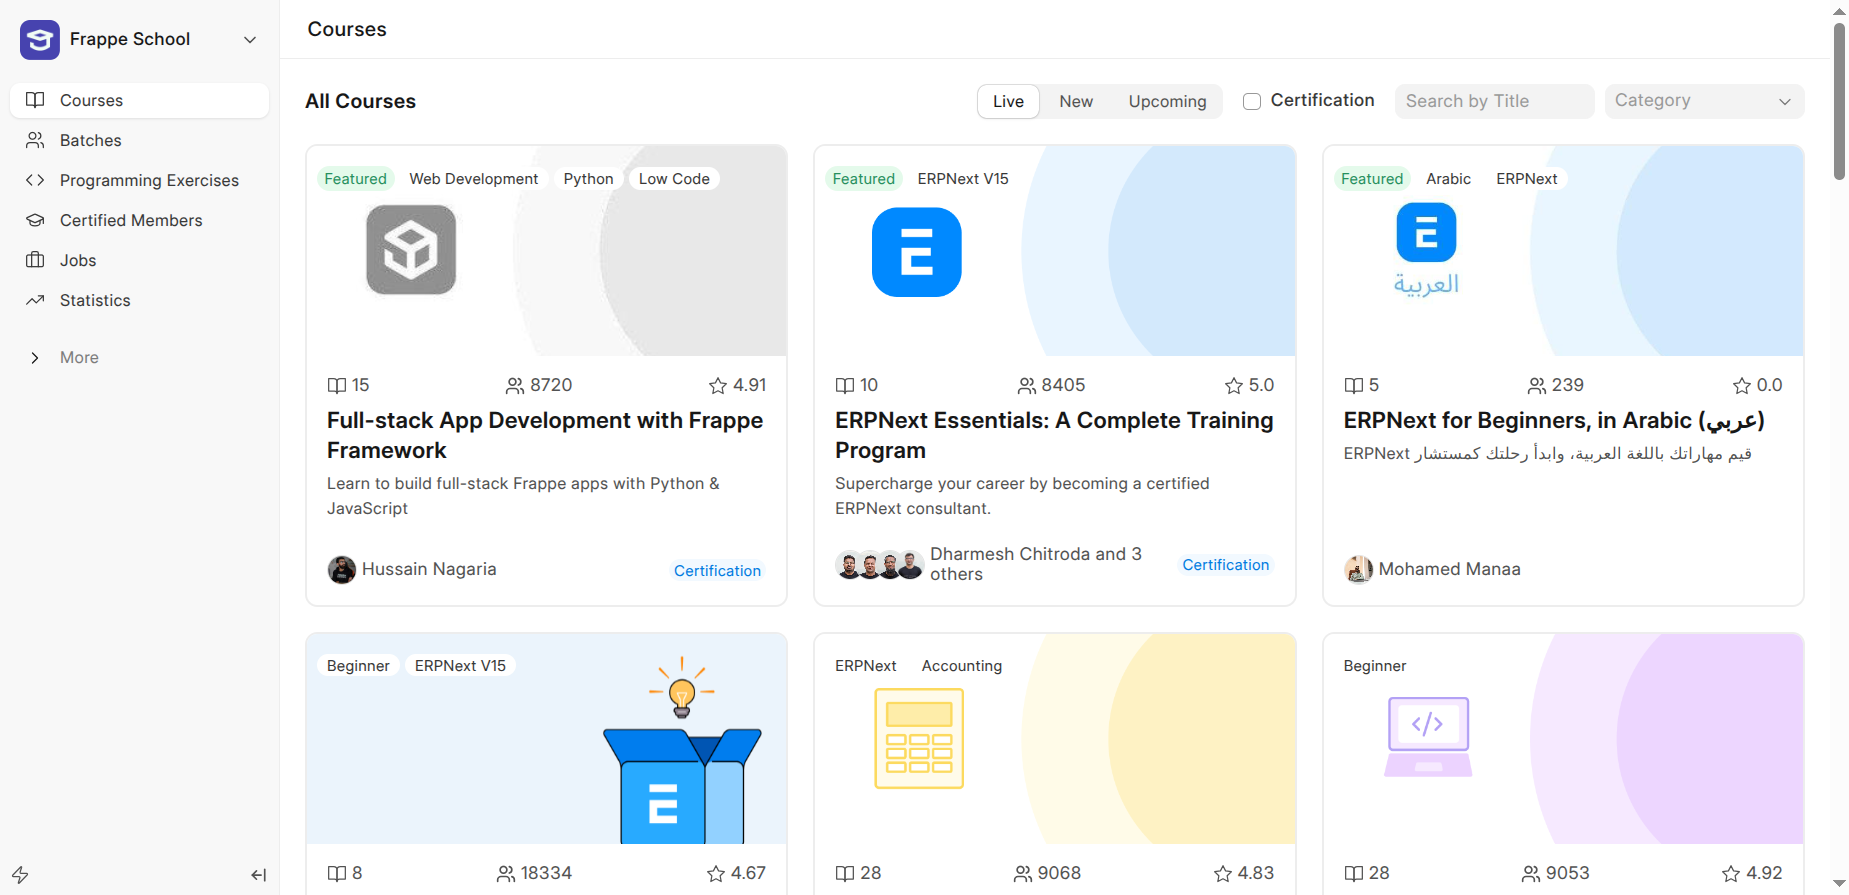 Frappe School
Courses
Batches
Programming Exercises
Certified Members
Jobs
Statistics
More
Courses
All Courses
Live New Upcoming Certification Search by Title Category
Featured Web Development Python Low Code
15 8720 4.91
Full-stack App Development with Frappe
Framework
Learn to build full-stack Frappe apps with Python &
JavaScript
Hussain Nagaria Certification
Featured ERPNext V15
E
10 8405 5.0
ERPNext Essentials: A Complete Training
Program
Supercharge your career by becoming a certified
ERPNext consultant.
Dharmesh Chitroda and 3
others
Certification
Featured Arabic ERPNext
E
العربية
5 239 0.0
ERPNext for Beginners, in Arabic (عربي)
قيم مهاراتك باللغة العربية، وابدأ رحلتك كمستشار ERPNext
Mohamed Manaa
Beginner ERPNext V15
E
8 18334 4.67
ERPNext Accounting
28 9068 4.83
Beginner
</>
28 9053 4.92